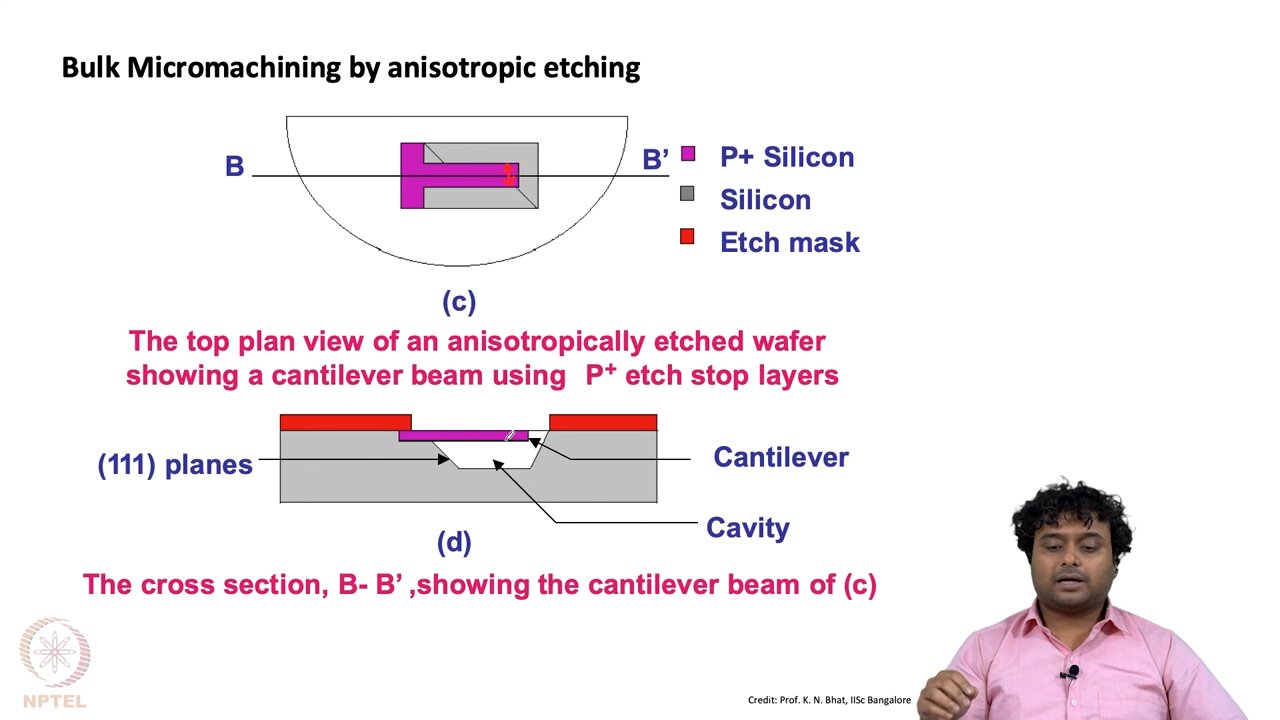 Bulk Micromachining by anisotropic etching
B
B’
P+ Silicon
Silicon
Etch mask
(c)
The top plan view of an anisotropically etched wafer
showing a cantilever beam using P+ etch stop layers
(111) planes
Cantilever
Cavity
(d)
The cross section, B- B’ ,showing the cantilever beam of (c)
NPTEL
Credit: Prof. K. N. Bhat, IISc Bangalore